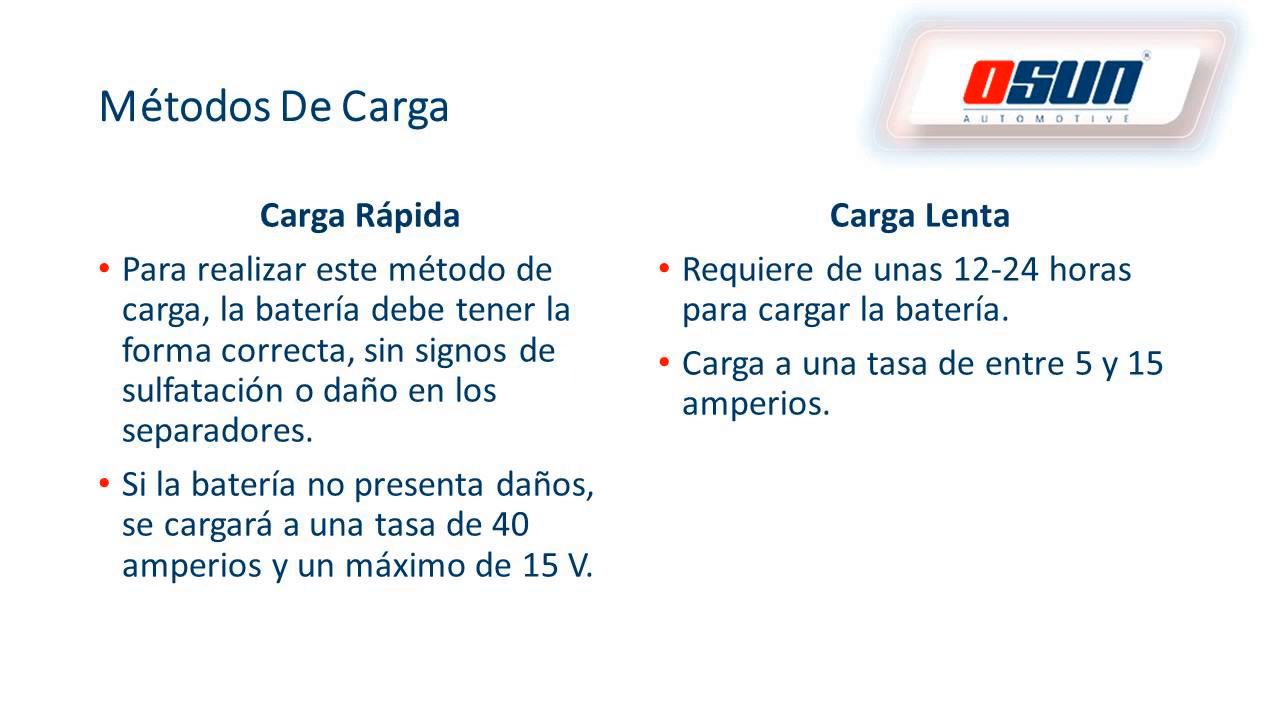 Métodos De Carga
OSUN®
AUTOMOTIVE
Carga Rápida
• Para realizar este método de
carga, la batería debe tener la
forma correcta, sin signos de
sulfatación o daño en los
separadores.
• Si la batería no presenta daños,
se cargará a una tasa de 40
amperios y un máximo de 15 V.
Carga Lenta
• Requiere de unas 12-24 horas
para cargar la batería.
• Carga a una tasa de entre 5 y 15
amperios.